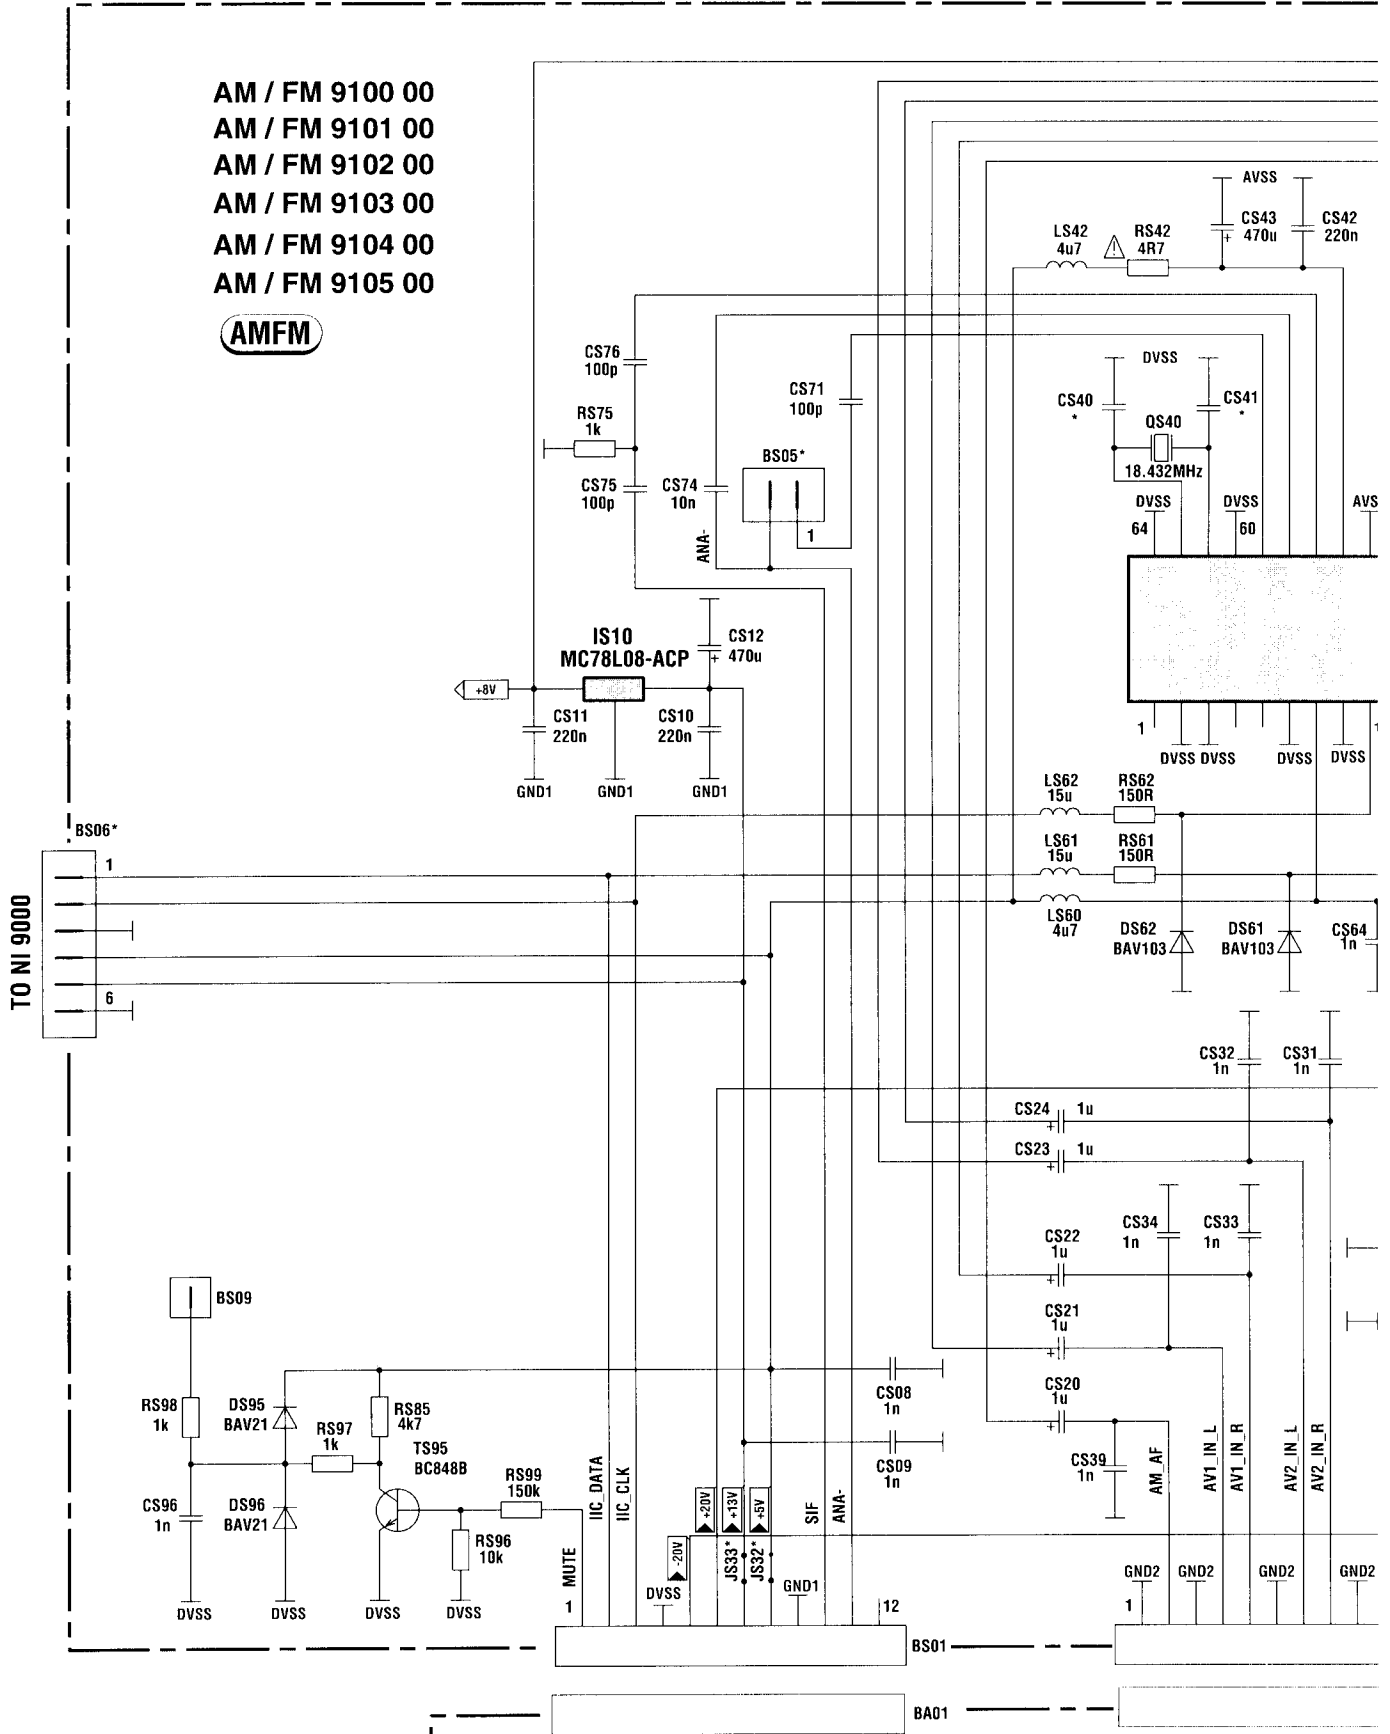 AM / FM 9100 00
AM / FM 9101 00
AM / FM 9102 00
AM / FM 9103 00
AM / FM 9104 00
AM / FM 9105 00
AMFM
AVSS
CS43
470u
+
CS42
220n
LS42
4u7
RS42
4R7
CS76
100p
RS75
1k
CS75
100p
CS74
10n
ANA-
CS71
100p
BS05*
1
DVSS
CS40
*
CS41
*
QS40
18.432MHz
DVSS
64
DVSS
60
AVS
IS10
MC78L08-ACP
CS12
470u
+
+8V
CS11
220n
CS10
220n
GND1
GND1
GND1
1
DVSS
DVSS
DVSS
DVSS
LS62
15u
RS62
150R
LS61
15u
RS61
150R
LS60
4u7
DS62
BAV103
DS61
BAV103
CS64
1n
BS06*
1
6
TO NI 9000
CS32
1n
CS31
1n
CS24
1u
+
CS23
1u
+
CS34
1n
CS33
1n
CS22
1u
+
CS21
1u
+
CS20
1u
+
CS39
1n
BS09
RS98
1k
DS95
BAV21
RS97
1k
RS85
4k7
TS95
BC848B
RS99
150k
CS96
1n
DS96
BAV21
RS96
10k
DVSS
DVSS
DVSS
DVSS
CS08
1n
CS09
1n
MUTE
IIC_DATA
IIC_CLK
-20V
+20V
+13V
+5V
JS33*
JS32*
SIF
ANA-
AM_AF
AV1_IN_L
AV1_IN_R
AV2_IN_L
AV2_IN_R
1
DVSS
GND1
12
GND2
GND2
GND2
GND2
1
BS01
BA01